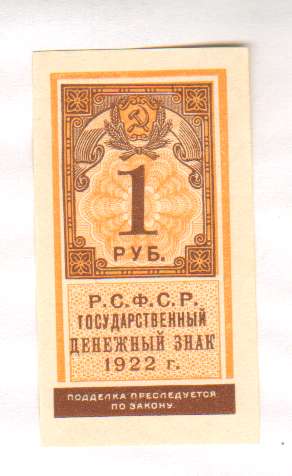 1
РУБ.
Р.С.Ф.С.Р.
ГОСУДАРСТВЕННЫЙ
ДЕНЕЖНЫЙ ЗНАК
1922 г.
ПОДДЕЛКА ПРЕСЛЕДУЕТСЯ
ПО ЗАКОНУ.